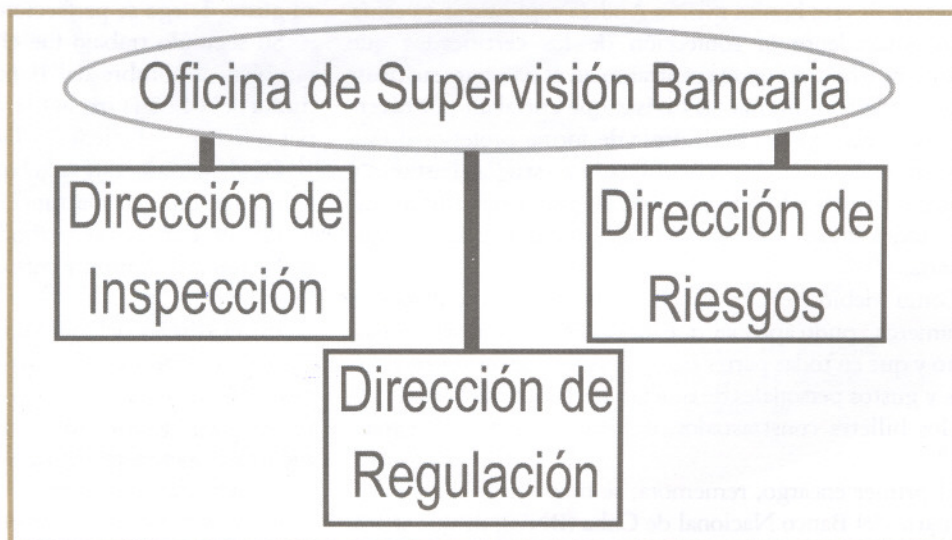 Oficina de Supervisión Bancaria
Dirección de
Inspección
Dirección de
Riesgos
Dirección de
Regulación